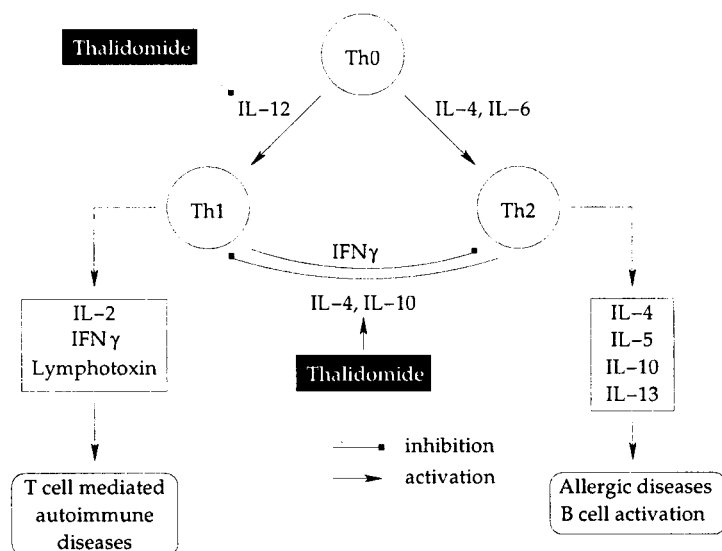 Thalidomide
Th0
IL-12
IL-4, IL-6
Th1
Th2
IFNγ
IL-4, IL-10
Thalidomide
IL-2
IFNγ
Lymphotoxin
IL-4
IL-5
IL-10
IL-13
inhibition
activation
T cell mediated
autoimmune
diseases
Allergic diseases
B cell activation